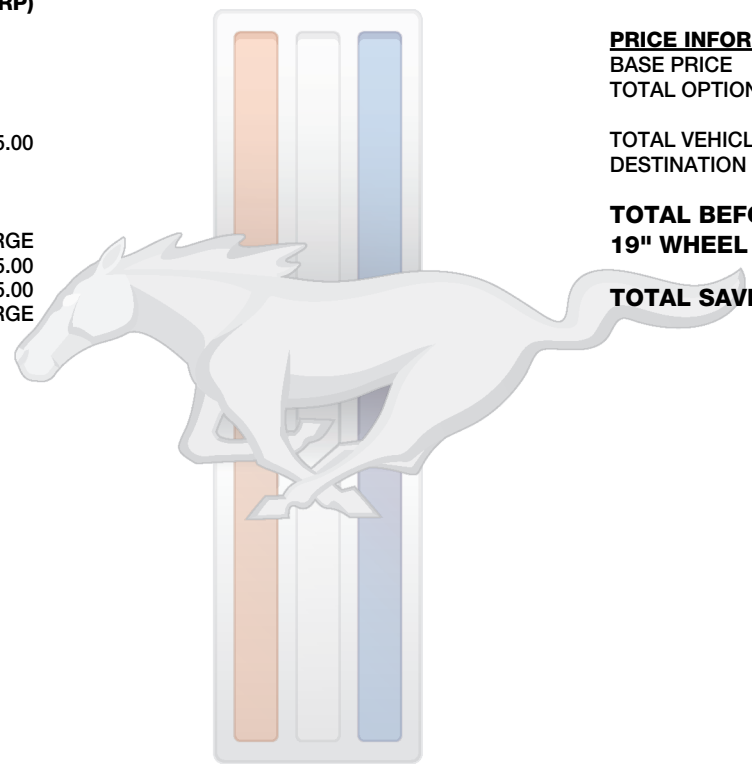 RP)
5.00
RGE
5.00
5.00
RGE
PRICE INFOR
BASE PRICE
TOTAL OPTION
TOTAL VEHICL
DESTINATION
TOTAL BEFO
19" WHEEL
TOTAL SAVI